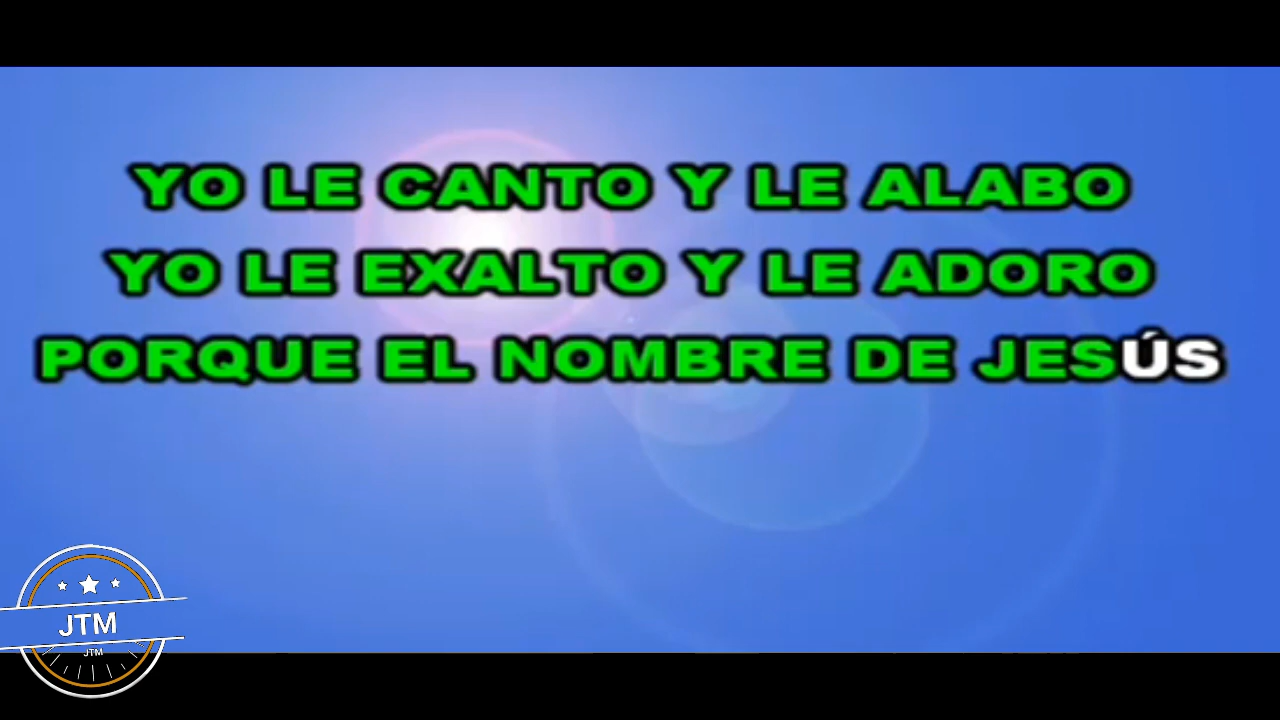 YO LE CANTO Y LE ALABO
YO LE EXALTO Y LE ADORO
PORQUE EL NOMBRE DE JESÚS
JTM
JTM